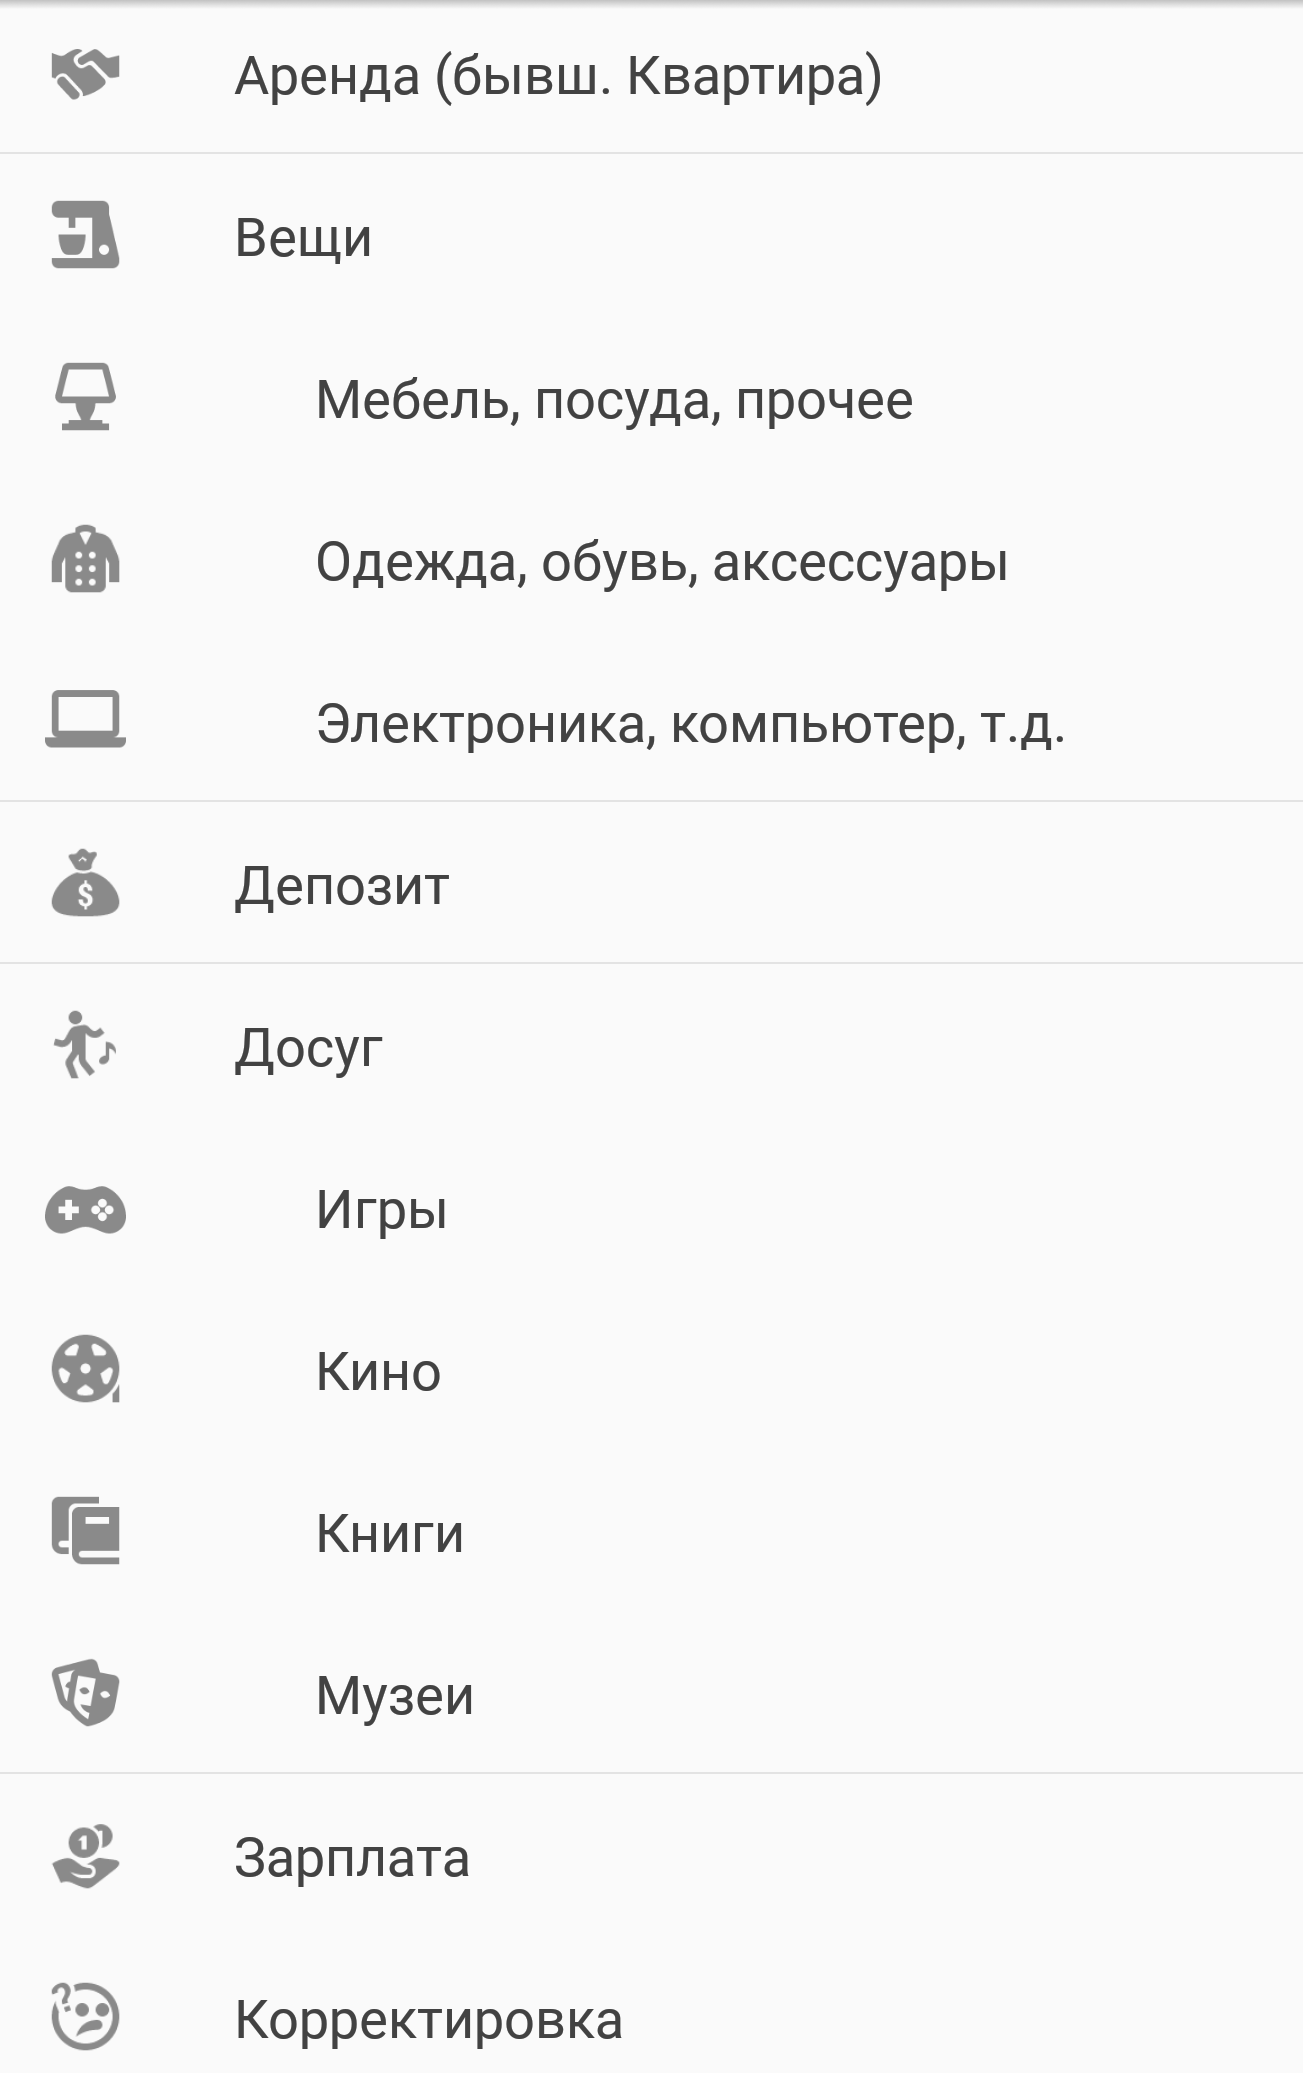 Аренда (бывш. Квартира)
Вещи
Мебель, посуда, прочее
Одежда, обувь, аксессуары
Электроника, компьютер, т.д.
$
Депозит
Досуг
Игры
Кино
Книги
Музеи
1
Зарплата
?
Корректировка